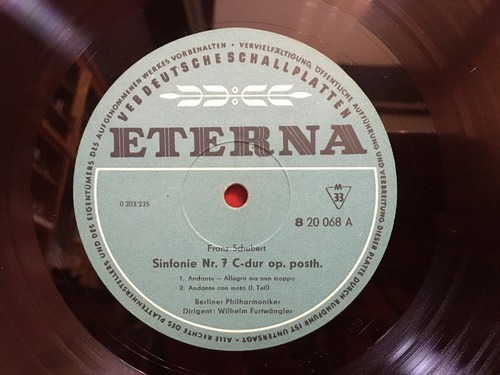 ALLE RECHTE DES PLATTENHERSTELLERS UND DES EIGENTÜMERS DES AUFGENOMMENEN WERKES VORBEHALTEN • VERVIELFÄLTIGUNG, ÖFFENTLICHE AUFFÜHRUNG UND VERBREITUNG DIESER PLATTE DURCH RUNDFUNK IST UNTERSAGT •
VEB DEUTSCHE SCHALLPLATTEN
ETERNA
0 203 235
M
33
8 20 068 A
Franz Schubert
Sinfonie Nr. 7 C-dur op. posth.
1. Andante – Allegro ma non troppo
2. Andante con moto (I. Teil)
Berliner Philharmoniker
Dirigent: Wilhelm Furtwängler